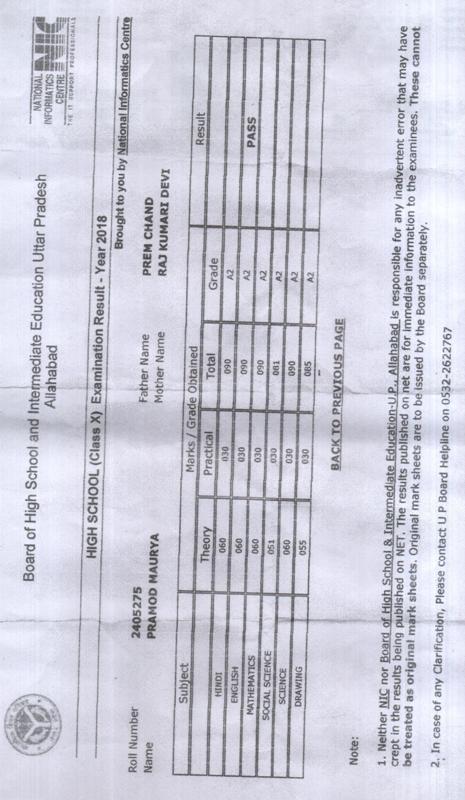 Board of High School and Intermediate Education Uttar Pradesh
Allahabad
NATIONAL
INFORMATICS
CENTRE
NIC
THE IT SUPPORT PROFESSIONALS
HIGH SCHOOL (Class X) Examination Result - Year 2018
Brought to you by National Informatics Centre
Roll Number 2405275 Father Name PREM CHAND
Name PRAMOD MAURYA Mother Name RAJ KUMARI DEVI
Subject Marks / Grade Obtained Result
Theory Practical Total Grade
HINDI 060 030 090 A2
ENGLISH 060 030 090 A2
MATHEMATICS 060 030 090 A2 PASS
SOCIAL SCIENCE 051 030 081 A2
SCIENCE 060 030 090 A2
DRAWING 055 030 085 A2
BACK TO PREVIOUS PAGE
Note:
1. Neither NIC nor Board of High School & Intermediate Education-U.P., Allahabad is responsible for any inadvertent error that may have
crept in the results being published on NET. The results published on net are for immediate information to the examinees. These cannot
be treated as original mark sheets. Original mark sheets are to be issued by the Board separately.
2. In case of any Clarification, Please contact U P Board Helpline on 0532-2622767